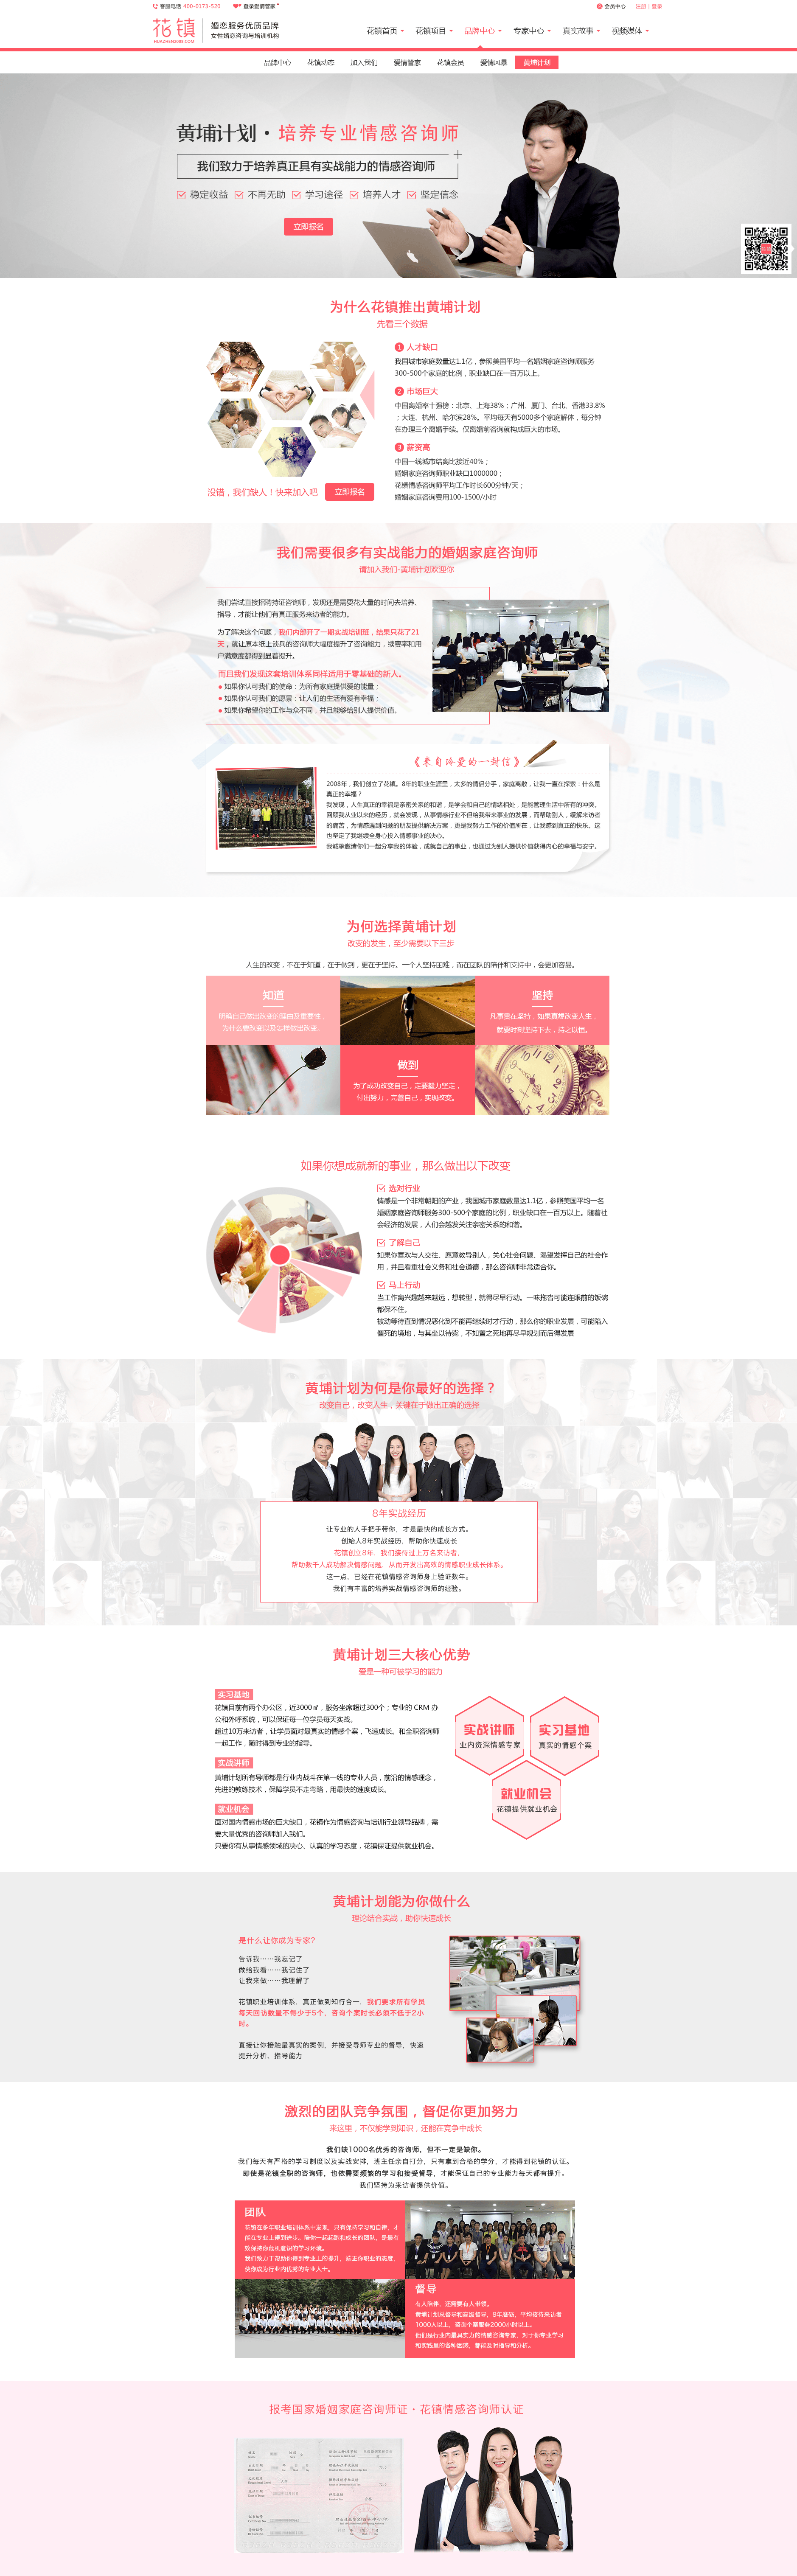 客服电话 400-0173-520 登录爱情管家 会员中心 注册 | 登录
花镇 婚恋服务优质品牌
HUAZHEN2008.COM 女性婚恋咨询与培训机构
花镇首页 花镇项目 品牌中心 专家中心 真实故事 视频媒体
品牌中心 花镇动态 加入我们 爱情管家 花镇会员 爱情风暴 黄埔计划
黄埔计划·培养专业情感咨询师
我们致力于培养真正具有实战能力的情感咨询师
稳定收益 不再无助 学习途径 培养人才 坚定信念
立即报名
为什么花镇推出黄埔计划
先看三个数据
1 人才缺口
我国城市家庭数量达1.1亿，参照美国平均一名婚姻家庭咨询师服务
300-500个家庭的比例，职业缺口在一百万以上。
2 市场巨大
中国离婚率十强榜：北京、上海38%；广州、厦门、台北、香港33.8%
；大连、杭州、哈尔滨28%。平均每天有5000多个家庭解体，每分钟
在办理三个离婚手续。仅离婚前咨询就构成巨大的市场。
3 薪资高
中国一线城市结离比接近40%；
婚姻家庭咨询师职业缺口1000000；
花镇情感咨询师平均工作时长600分钟/天；
婚姻家庭咨询费用100-1500/小时
没错，我们缺人！快来加入吧 立即报名
我们需要很多有实战能力的婚姻家庭咨询师
请加入我们-黄埔计划欢迎你
我们尝试直接招聘持证咨询师，发现还是需要花大量的时间去培养、
指导，才能让他们有真正服务来访者的能力。
为了解决这个问题，我们内部开了一期实战培训班，结果只花了21
天，就让原本纸上谈兵的咨询师大幅度提升了咨询能力，续费率和用
户满意度都得到显著提升。
而且我们发现这套培训体系同样适用于零基础的新人。
如果你认可我们的使命：为所有家庭提供爱的能量；
如果你认可我们的愿景：让人们的生活有爱有幸福；
如果你希望你的工作与众不同，并且能够给别人提供价值。
《来自冷爱的一封信》
2008年，我们创立了花镇。8年的职业生涯里，太多的情侣分手，家庭离散，让我一直在探索：什么是
真正的幸福？
我发现，人生真正的幸福是亲密关系的和谐，是学会和自己的情绪相处，是能管理生活中所有的冲突。
回顾我从业以来的经历，就会发现，从事情感行业不但给我带来事业的发展，而帮助别人，缓解来访者
的痛苦，为情感遇到问题的朋友提供解决方案，更是我努力工作的价值所在，让我感到真正的快乐。这
也坚定了我继续全身心投入情感事业的决心。
我诚挚邀请你们一起分享我的体验，成就自己的事业，也通过为别人提供价值获得内心的幸福与安宁。
为何选择黄埔计划
改变的发生，至少需要以下三步
人生的改变，不在于知道，在于做到，更在于坚持。一个人坚持困难，而在团队的陪伴和支持中，会更加容易。
知道
明确自己做出改变的理由及重要性，
为什么要改变以及怎样做出改变。
坚持
凡事贵在坚持，如果真想改变人生，
就要时刻坚持下去，持之以恒。
做到
为了成功改变自己，定要毅力坚定，
付出努力，完善自己，实现改变。
如果你想成就新的事业，那么做出以下改变
选对行业
情感是一个非常朝阳的产业，我国城市家庭数量达1.1亿，参照美国平均一名
婚姻家庭咨询师服务300-500个家庭的比例，职业缺口在一百万以上。随着社
会经济的发展，人们会越发关注亲密关系的和谐。
了解自己
如果你喜欢与人交往、愿意教导别人，关心社会问题、渴望发挥自己的社会作
用，并且看重社会义务和社会道德，那么咨询师非常适合你。
马上行动
当工作离兴趣越来越远，想转型，就得尽早行动。一味拖沓可能连眼前的饭碗
都保不住。
被动等待直到情况恶化到不能再继续时才行动，那么你的职业发展，可能陷入
僵死的境地，与其坐以待毙，不如置之死地再尽早规划而后得发展
黄埔计划为何是你最好的选择？
改变自己，改变人生，关键在于做出正确的选择
8年实战经历
让专业的人手把手带你，才是最快的成长方式。
创始人8年实战经历、帮助你快速成长
花镇创立8年、我们接待过上万名来访者、
帮助数千人成功解决情感问题、从而开发出高效的情感职业成长体系。
这一点、已经在花镇情感咨询师身上验证数年。
我们有丰富的培养实战情感咨询师的经验。
黄埔计划三大核心优势
爱是一种可被学习的能力
实习基地
花镇目前有两个办公区，近3000㎡，服务坐席超过300个；专业的 CRM 办
公和外呼系统，可以保证每一位学员每天实战。
超过10万来访者，让学员面对最真实的情感个案，飞速成长。和全职咨询师
一起工作，随时得到专业的指导。
实战讲师
黄埔计划所有导师都是行业内战斗在第一线的专业人员，前沿的情感理念，
先进的教练技术，保障学员不走弯路，用最快的速度成长。
就业机会
面对国内情感市场的巨大缺口，花镇作为情感咨询与培训行业领导品牌，需
要大量优秀的咨询师加入我们。
只要你有从事情感领域的决心、认真的学习态度，花镇保证提供就业机会。
实战讲师
业内资深情感专家
实习基地
真实的情感个案
就业机会
花镇提供就业机会
黄埔计划能为你做什么
理论结合实战，助你快速成长
是什么让你成为专家?
告诉我……我忘记了
做给我看……我记住了
让我来做……我理解了
花镇职业培训体系，真正做到知行合一，我们要求所有学员
每天回访数量不得少于5个、咨询个案时长必须不低于2小
时。
直接让你接触最真实的案例，并接受导师专业的督导，快速
提升分析、指导能力
激烈的团队竞争氛围，督促你更加努力
来这里，不仅能学到知识，还能在竞争中成长
我们缺1000名优秀的咨询师，但不一定是缺你。
我们每天有严格的学习制度以及实战安排，班主任亲自打分，只有拿到合格的学分、才能得到花镇的认证。
即使是花镇全职的咨询师，也依需要频繁的学习和接受督导，才能保证自己的专业能力每天都有提升。
我们坚持为来访者提供价值。
团队
花镇在多年职业培训体系中发现，只有保持学习和自律，才
能在专业上得到进步。陪你一起起跑和成长的团队，是最有
效保持你危机意识的学习环境。
我们致力于帮助你得到专业上的提升，端正你职业的态度，
使你成为行业内优秀的专业人士。
督导
有人陪伴，还需要有人带领。
黄埔计划总督导和高级督导，8年磨砺，平均接待来访者
1000人以上，咨询个案服务2000小时以上。
他们是行业内最具实力的情感咨询专家，对于你专业学习
和实践里的各种困惑，都能及时指导和分析。
报考国家婚姻家庭咨询师证·花镇情感咨询师认证